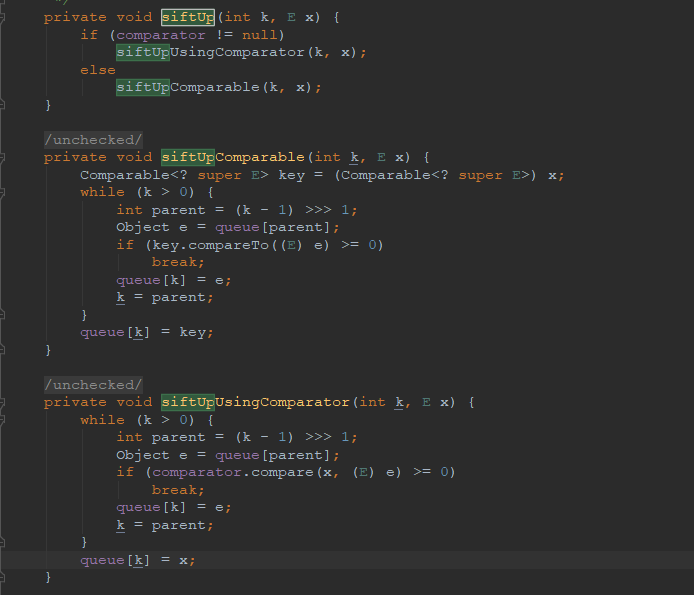 */
private void siftUp(int k, E x) {
if (comparator != null)
siftUpUsingComparator(k, x);
else
siftUpComparable(k, x);
}
/unchecked/
private void siftUpComparable(int k, E x) {
Comparable<? super E> key = (Comparable<? super E>) x;
while (k > 0) {
int parent = (k - 1) >>> 1;
Object e = queue[parent];
if (key.compareTo((E) e) >= 0)
break;
queue[k] = e;
k = parent;
}
queue[k] = key;
}
/unchecked/
private void siftUpUsingComparator(int k, E x) {
while (k > 0) {
int parent = (k - 1) >>> 1;
Object e = queue[parent];
if (comparator.compare(x, (E) e) >= 0)
break;
queue[k] = e;
k = parent;
}
queue[k] = x;
}